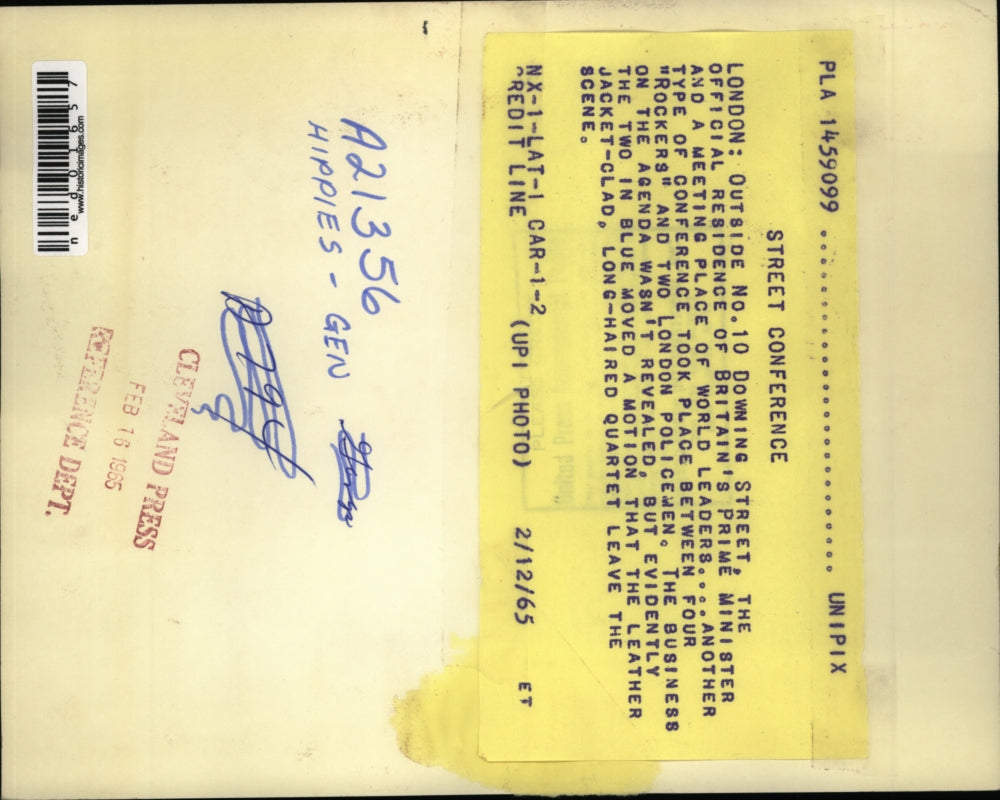 PLA 1459099 .............................. UNIPIX
STREET CONFERENCE
LONDON: OUTSIDE NO.10 DOWNING STREET, THE
OFFICIAL RESIDENCE OF BRITAIN'S PRIME MINISTER
AND A MEETING PLACE OF WORLD LEADERS....ANOTHER
TYPE OF CONFERENCE TOOK PLACE BETWEEN FOUR
"ROCKERS" AND TWO LONDON POLICEMEN. THE BUSINESS
ON THE AGENDA WASN'T REVEALED, BUT EVIDENTLY
THE TWO IN BLUE MOVED A MOTION THAT THE LEATHER
JACKET-CLAD, LONG-HAIRED QUARTET LEAVE THE
SCENE.
NX-1-LAT-1 CAR-1-2
CREDIT LINE (UPI PHOTO) 2/12/65 ET
A21356
HIPPIES - GEN
CLEVELAND PRESS
FEB 16 1965
REFERENCE DEPT.
www.historicimages.com
ned01657